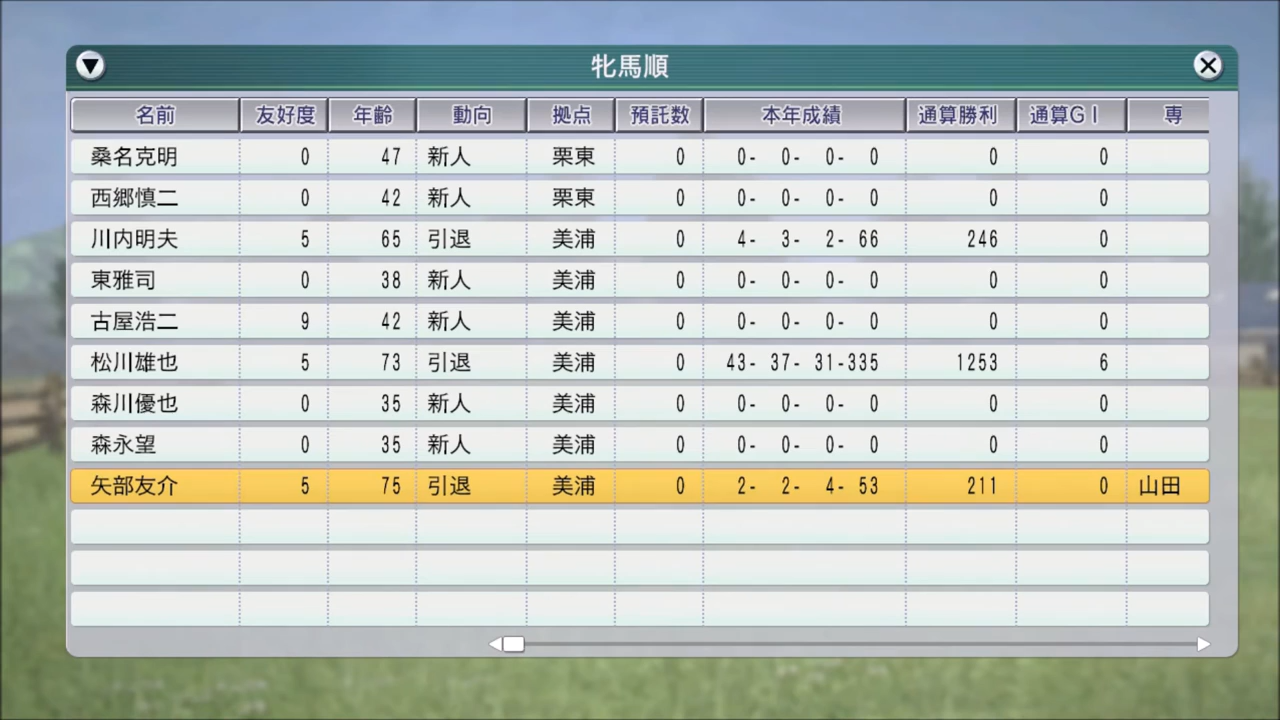 牝馬順
名前 友好度 年齢 動向 拠点 預託数 本年成績 通算勝利 通算GⅠ 専
桑名克明 0 47 新人 栗東 0 0- 0- 0- 0 0 0
西郷慎二 0 42 新人 栗東 0 0- 0- 0- 0 0 0
川内明夫 5 65 引退 美浦 0 4- 3- 2- 66 246 0
東雅司 0 38 新人 美浦 0 0- 0- 0- 0 0 0
古屋浩二 9 42 新人 美浦 0 0- 0- 0- 0 0 0
松川雄也 5 73 引退 美浦 0 43- 37- 31-335 1253 6
森川優也 0 35 新人 美浦 0 0- 0- 0- 0 0 0
森永望 0 35 新人 美浦 0 0- 0- 0- 0 0 0
矢部友介 5 75 引退 美浦 0 2- 2- 4- 53 211 0 山田